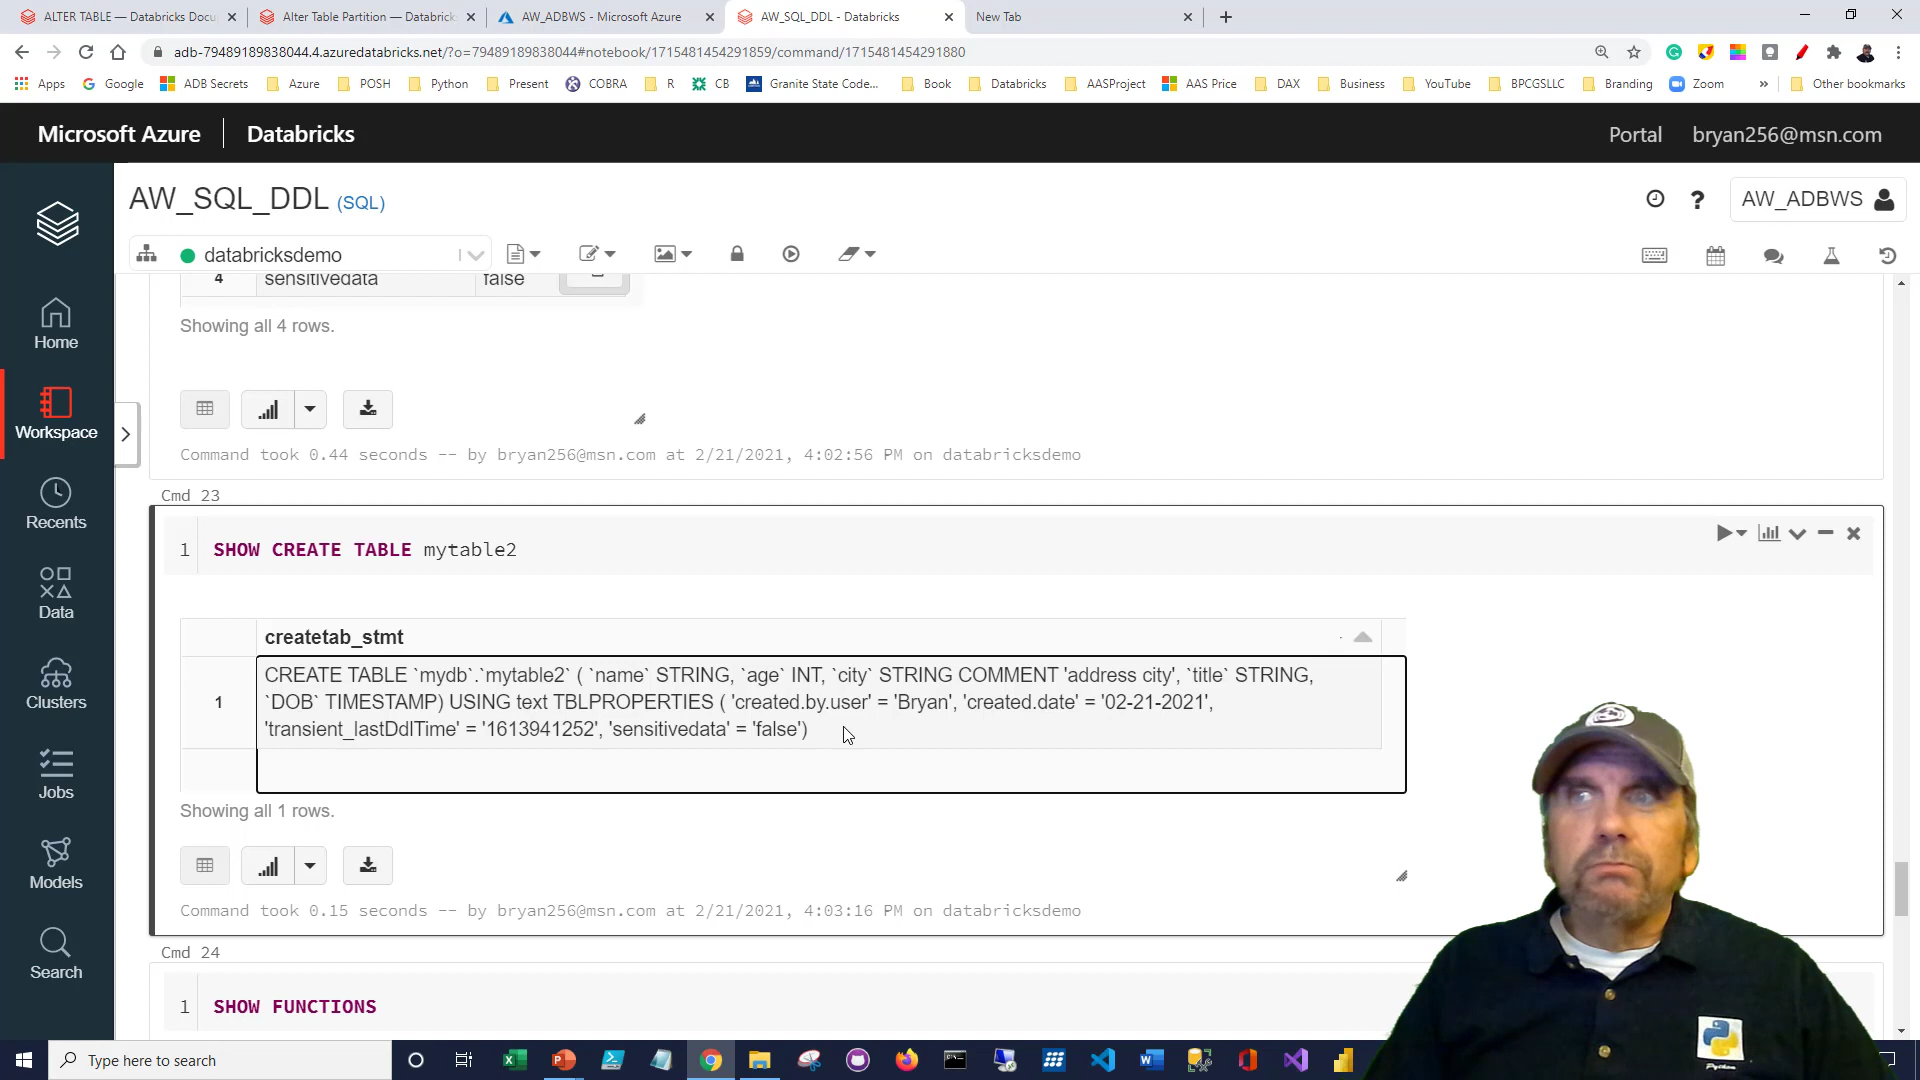 ALTER TABLE — Databricks Docu
Alter Table Partition — Databrick
AW_ADBWS - Microsoft Azure
AW_SQL_DDL - Databricks
New Tab
adb-79489189838044.4.azuredatabricks.net/?o=79489189838044#notebook/1715481454291859/command/1715481454291880
Apps
Google
ADB Secrets
Azure
POSH
Python
Present
COBRA
R
CB
Granite State Code...
Book
Databricks
AASProject
AAS Price
DAX
Business
YouTube
BPCGSLLC
Branding
Zoom
»
Other bookmarks
Microsoft Azure
Databricks
Portal
bryan256@msn.com
AW_SQL_DDL (SQL)
AW_ADBWS
databricksdemo
Home
Workspace
Recents
Data
Clusters
Jobs
Models
Search
4 sensitivedata false
Showing all 4 rows.
Command took 0.44 seconds -- by bryan256@msn.com at 2/21/2021, 4:02:56 PM on databricksdemo
Cmd 23
1 SHOW CREATE TABLE mytable2
createtab_stmt
1
CREATE TABLE `mydb`.`mytable2` ( `name` STRING, `age` INT, `city` STRING COMMENT 'address city', `title` STRING,
`DOB` TIMESTAMP) USING text TBLPROPERTIES ( 'created.by.user' = 'Bryan', 'created.date' = '02-21-2021',
'transient_lastDdlTime' = '1613941252', 'sensitivedata' = 'false')
Showing all 1 rows.
Command took 0.15 seconds -- by bryan256@msn.com at 2/21/2021, 4:03:16 PM on databricksdemo
Cmd 24
1 SHOW FUNCTIONS
Type here to search
Python